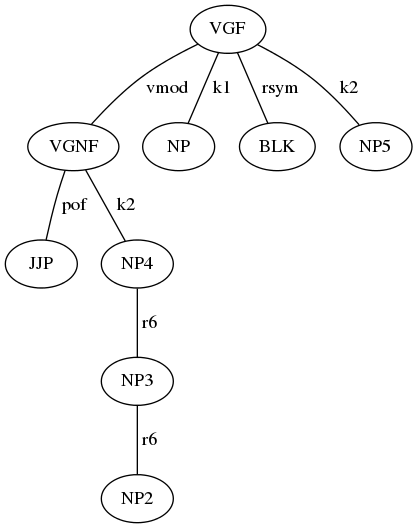 VGF
vmod k1 rsym k2
VGNF NP BLK NP5
pof k2
JJP NP4
r6
NP3
r6
NP2